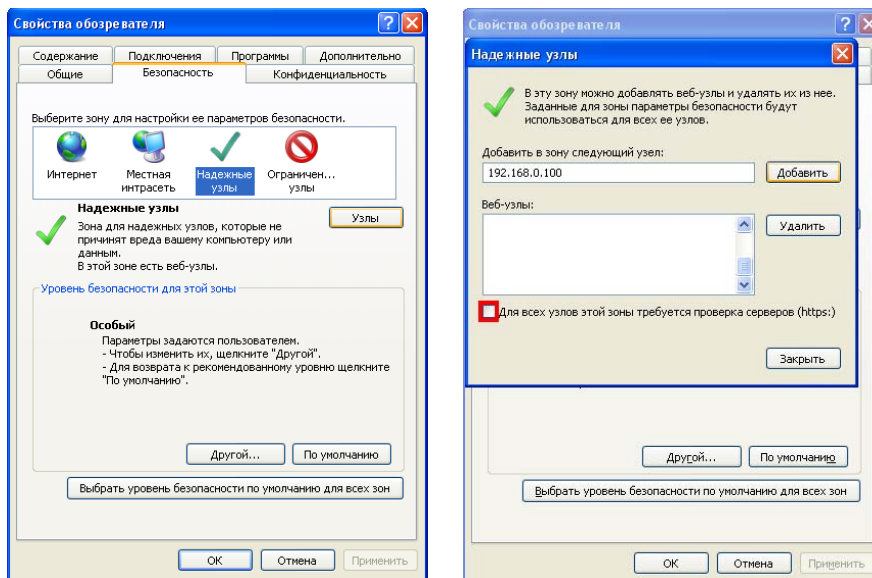 Свойства обозревателя
Содержание Подключения Программы Дополнительно
Общие Безопасность Конфиденциальность
Выберите зону для настройки ее параметров безопасности.
Интернет Местная интрасеть Надежные узлы Ограничен... узлы
Надежные узлы
Узлы
Зона для надежных узлов, которые не
причинят вреда вашему компьютеру или
данным.
В этой зоне есть веб-узлы.
Уровень безопасности для этой зоны
Особый
Параметры задаются пользователем.
- Чтобы изменить их, щелкните "Другой".
- Для возврата к рекомендованному уровню щелкните
"По умолчанию".
Другой... По умолчанию
Выбрать уровень безопасности по умолчанию для всех зон
ОК Отмена Применить
Свойства обозревателя
Надежные узлы
В эту зону можно добавлять веб-узлы и удалять их из нее.
Заданные для зоны параметры безопасности будут
использоваться для всех ее узлов.
Добавить в зону следующий узел:
192.168.0.100 Добавить
Веб-узлы:
Удалить
Для всех узлов этой зоны требуется проверка серверов (https:)
Закрыть
Другой... По умолчанию
Выбрать уровень безопасности по умолчанию для всех зон
ОК Отмена Применить